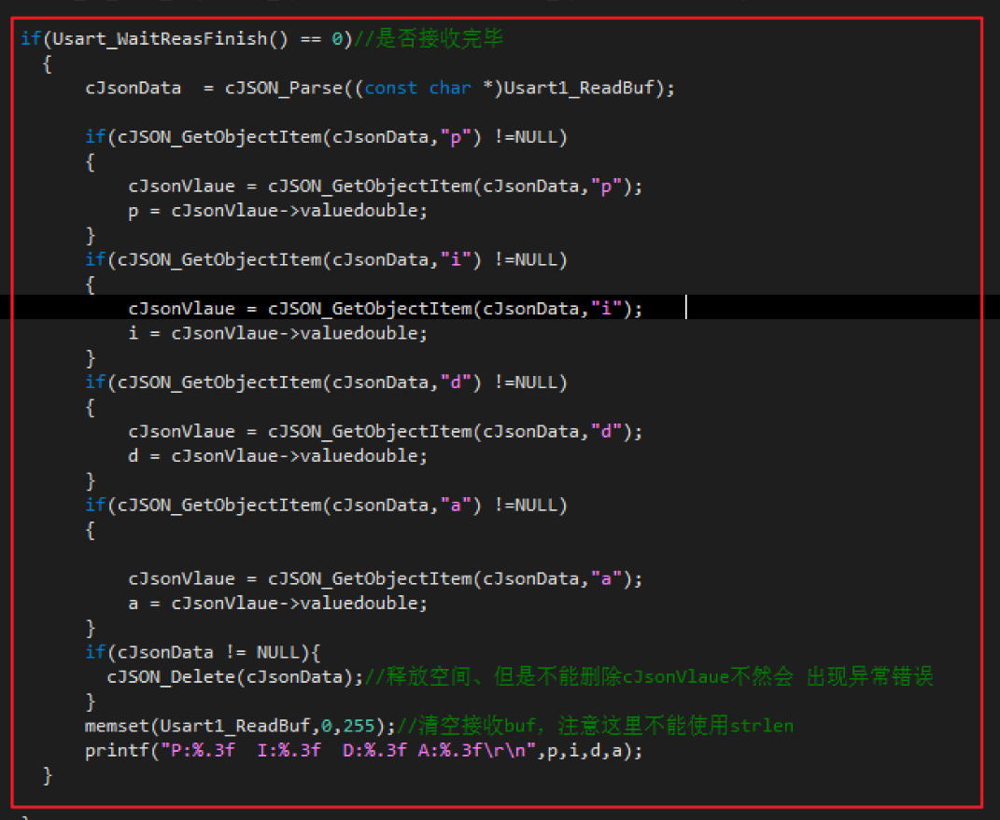 if(Usart_WaitReasFinish() == 0)//是否接收完毕
{
cJsonData = cJSON_Parse((const char *)Usart1_ReadBuf);
if(cJSON_GetObjectItem(cJsonData,"p") !=NULL)
{
cJsonVlaue = cJSON_GetObjectItem(cJsonData,"p");
p = cJsonVlaue->valuedouble;
}
if(cJSON_GetObjectItem(cJsonData,"i") !=NULL)
{
cJsonVlaue = cJSON_GetObjectItem(cJsonData,"i");
i = cJsonVlaue->valuedouble;
}
if(cJSON_GetObjectItem(cJsonData,"d") !=NULL)
{
cJsonVlaue = cJSON_GetObjectItem(cJsonData,"d");
d = cJsonVlaue->valuedouble;
}
if(cJSON_GetObjectItem(cJsonData,"a") !=NULL)
{
cJsonVlaue = cJSON_GetObjectItem(cJsonData,"a");
a = cJsonVlaue->valuedouble;
}
if(cJsonData != NULL){
cJSON_Delete(cJsonData);//释放空间、但是不能删除cJsonVlaue不然会 出现异常错误
}
memset(Usart1_ReadBuf,0,255);//清空接收buf，注意这里不能使用strlen
printf("P:%.3f  I:%.3f  D:%.3f A:%.3f\r\n",p,i,d,a);
}